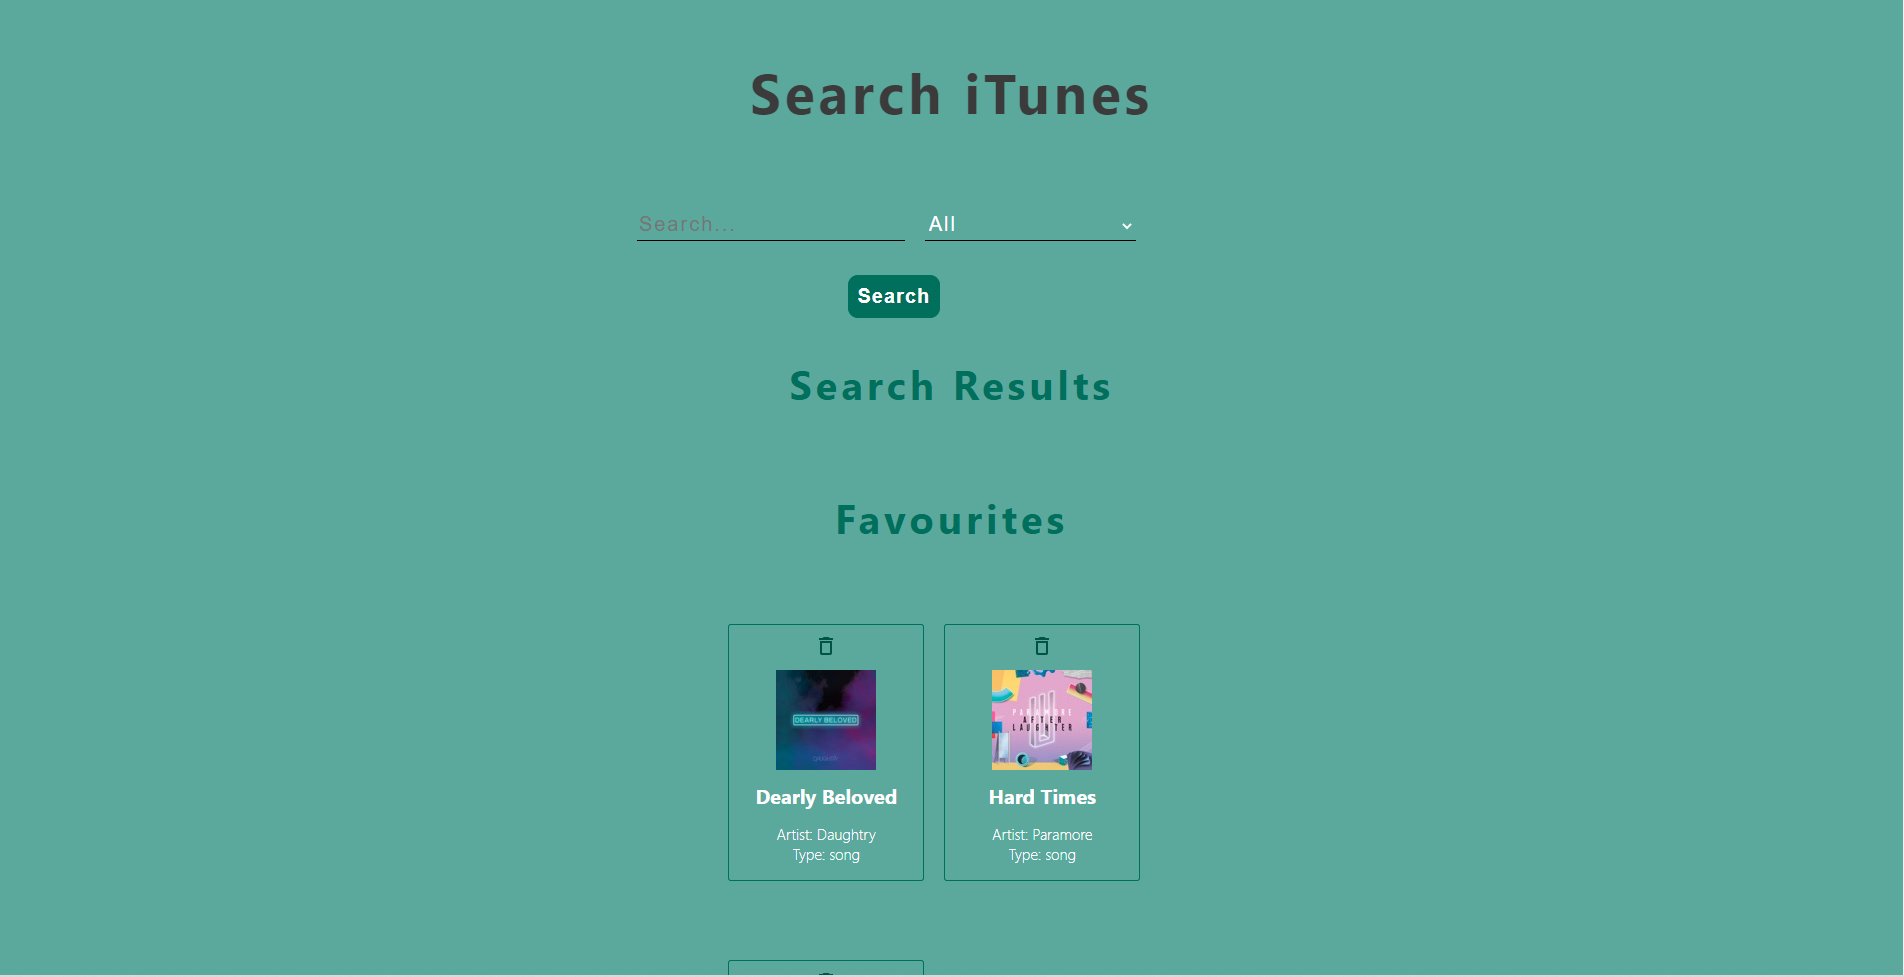 Search iTunes
Search...
All
Search
Search Results
Favourites
DEARLY BELOVED
PARAMORE
AFTER
LAUGHTER
Dearly Beloved
Hard Times
Artist: Daughtry
Artist: Paramore
Type: song
Type: song